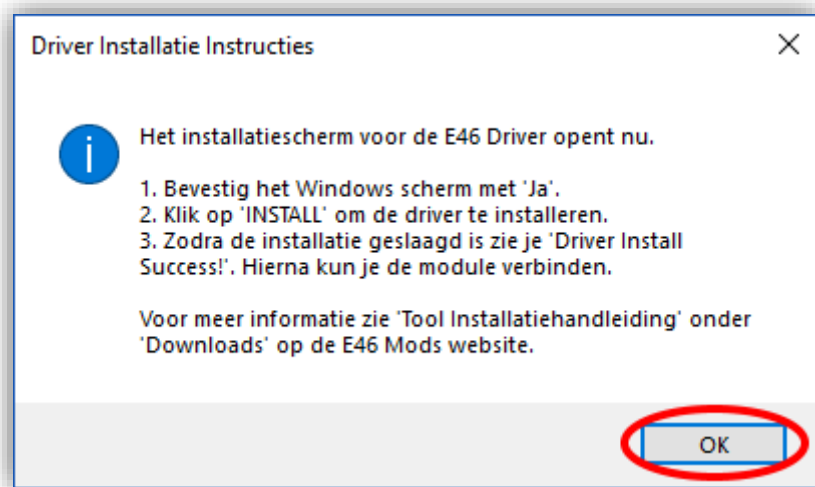 Driver Installatie Instructies
Het installatiescherm voor de E46 Driver opent nu.
1. Bevestig het Windows scherm met 'Ja'.
2. Klik op 'INSTALL' om de driver te installeren.
3. Zodra de installatie geslaagd is zie je 'Driver Install
Success!'. Hierna kun je de module verbinden.
Voor meer informatie zie 'Tool Installatiehandleiding' onder
'Downloads' op de E46 Mods website.
OK